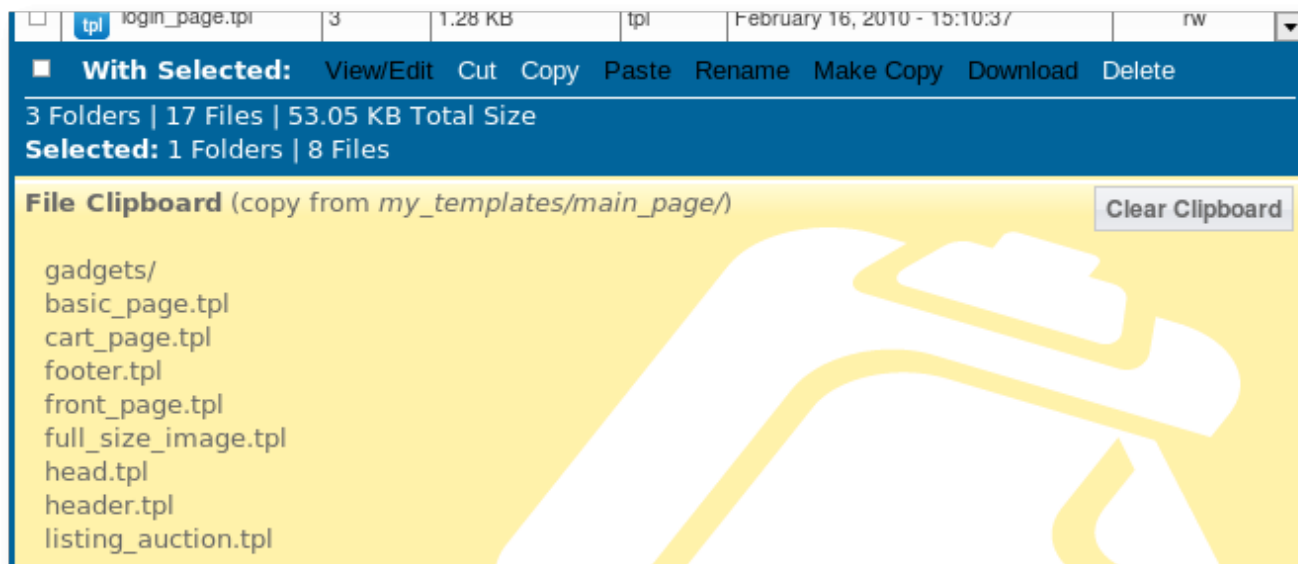 tpl login_page.tpl 3 1.28 KB tpl February 16, 2010 - 15:10:37 rw
With Selected: View/Edit Cut Copy Paste Rename Make Copy Download Delete
3 Folders | 17 Files | 53.05 KB Total Size
Selected: 1 Folders | 8 Files
File Clipboard (copy from my_templates/main_page/) Clear Clipboard
gadgets/
basic_page.tpl
cart_page.tpl
footer.tpl
front_page.tpl
full_size_image.tpl
head.tpl
header.tpl
listing_auction.tpl